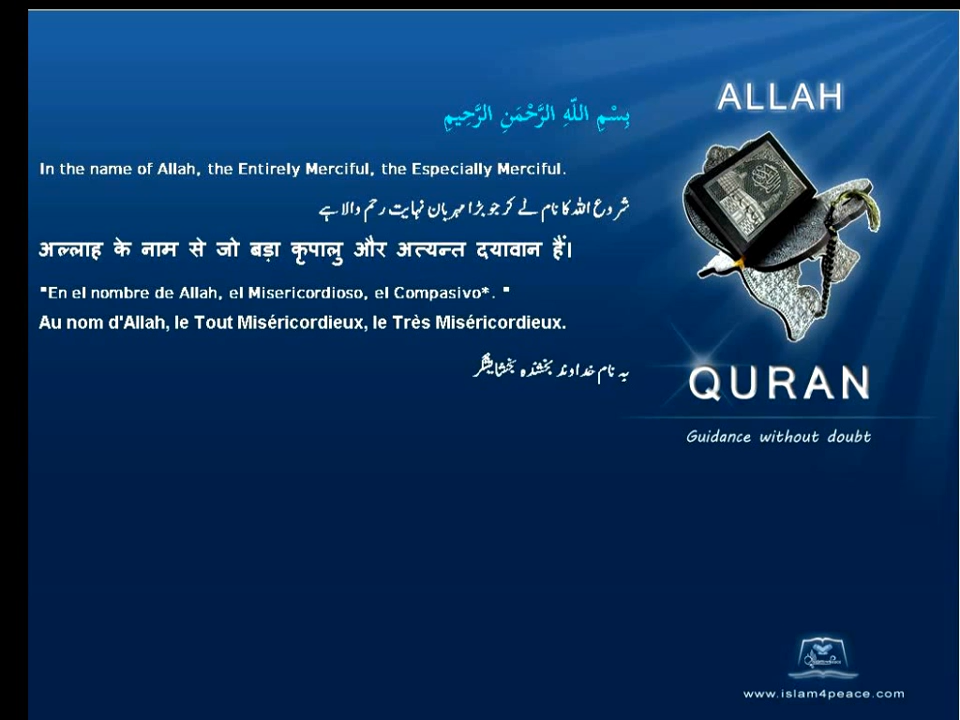 بِسْمِ اللّهِ الرَّحْمَنِ الرَّحِيمِ
In the name of Allah, the Entirely Merciful, the Especially Merciful.
شروع الله کا نام لے کر جو بڑا مہربان نہایت رحم والا ہے
अल्लाह के नाम से जो बड़ा कृपालु और अत्यन्त दयावान हैं।
"En el nombre de Allah, el Misericordioso, el Compasivo*. "
Au nom d'Allah, le Tout Miséricordieux, le Très Miséricordieux.
به نام خداوند بخشنده بخشایشگر
ALLAH
QURAN
Guidance without doubt
www.islam4peace.com